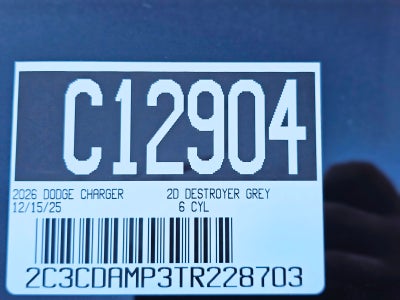 C12904
2026 DODGE CHARGER 2D DESTROYER GREY
12/15/25 6 CYL
2C3CDAMP3TR228703